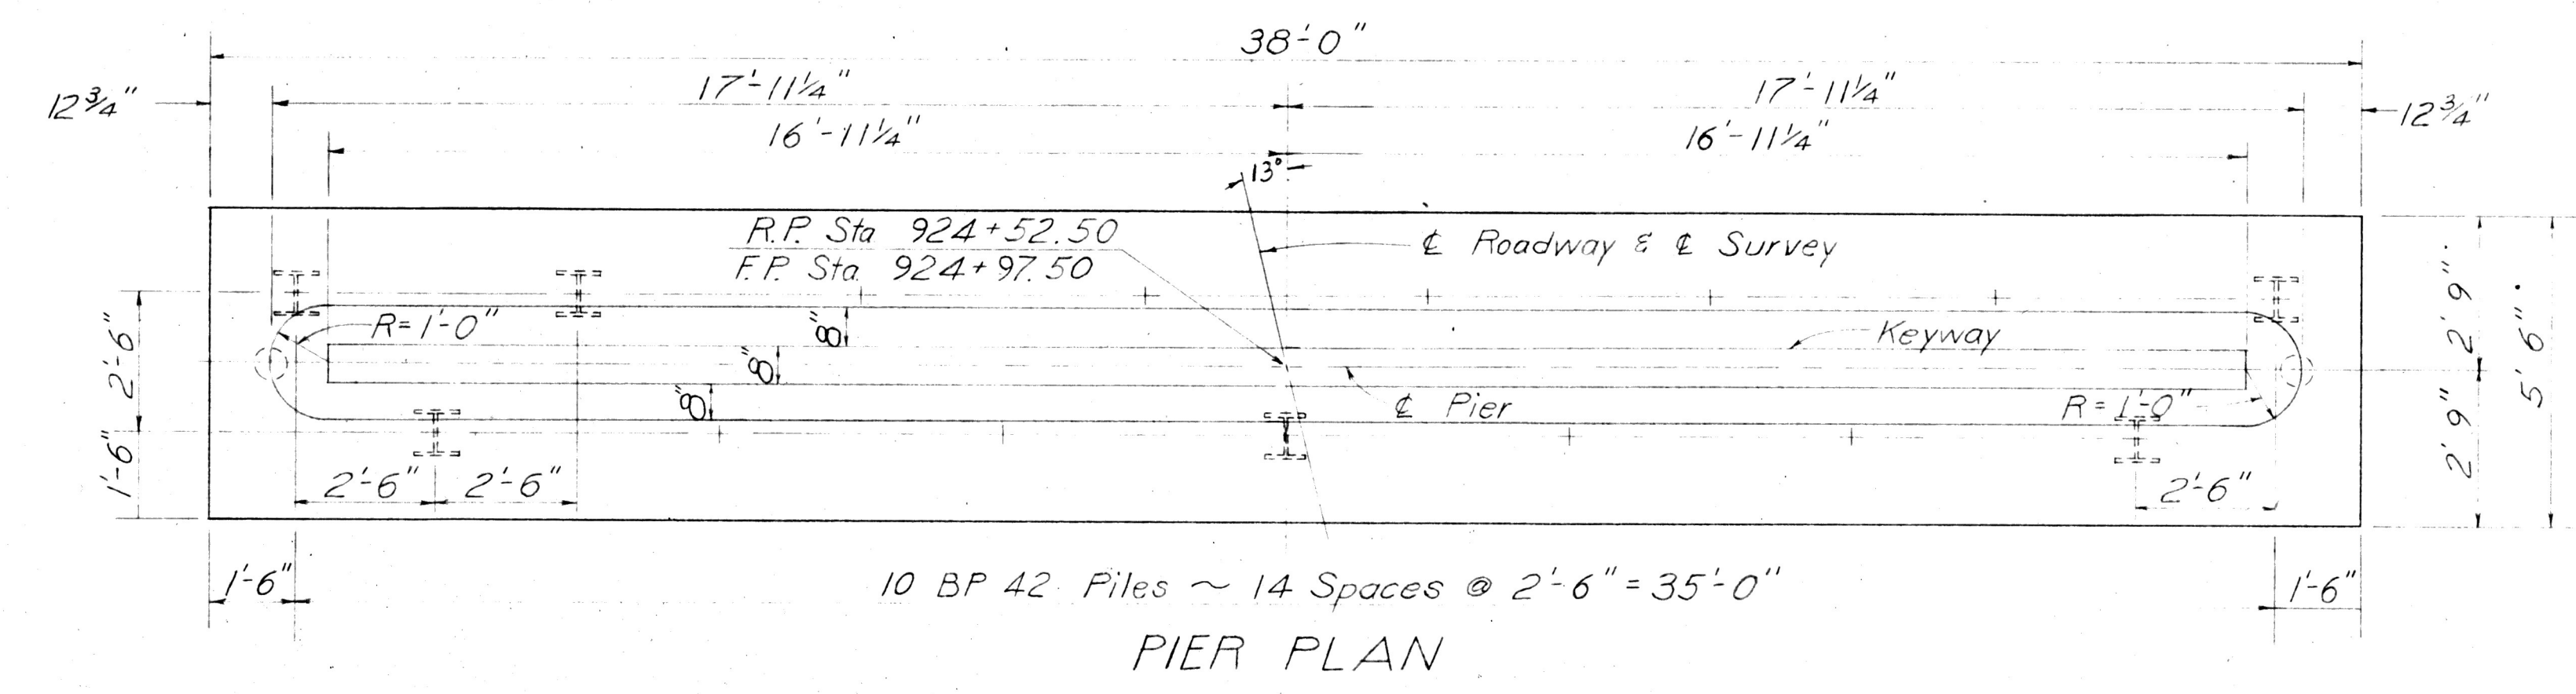 38'-0"
17'-11¼"
17'-11¼"
12¾"
12¾"
16'-11¼"
16'-11¼"
13°
R.P. Sta 924+52.50
F.P. Sta. 924+97.50
℄ Roadway & ℄ Survey
R=1'-0"
8"
8"
8"
Keyway
℄ Pier
R=1'-0"
2'-6"
1'-6"
2'-9"
2'-9"
5'-6"
2'-6"
2'-6"
2'-6"
1'-6"
10 BP 42 Piles ~ 14 Spaces @ 2'-6" = 35'-0"
1'-6"
PIER PLAN